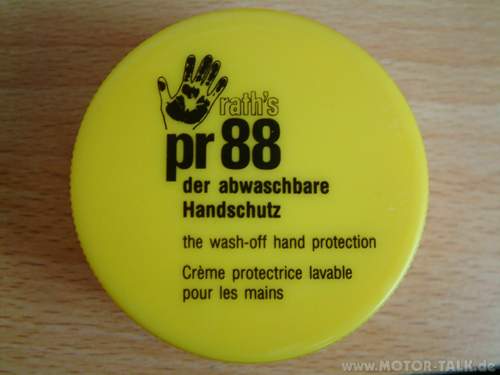 rath's
pr 88
der abwaschbare
Handschutz
the wash-off hand protection
Crème protectrice lavable
pour les mains
www.MOTOR-TALK.de